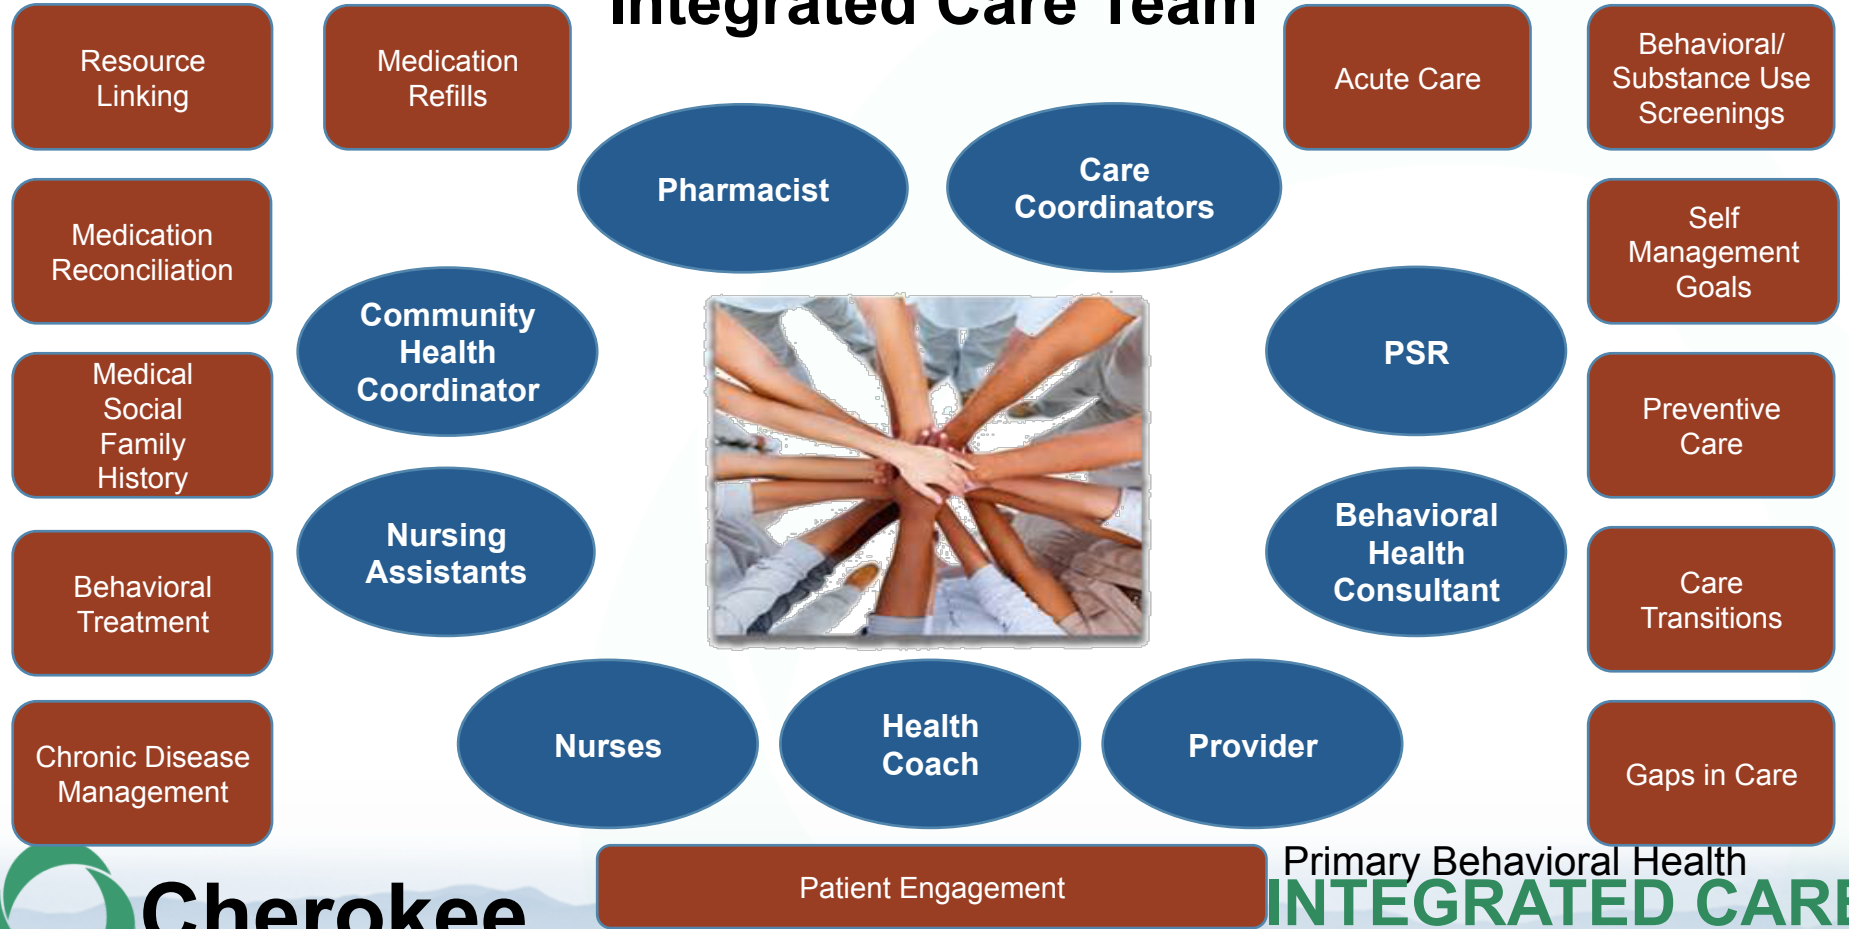 Integrated Care Team
Resource
Linking
Medication
Refills
Acute Care
Behavioral/
Substance Use
Screenings
Pharmacist
Care
Coordinators
Medication
Reconciliation
Self
Management
Goals
Community
Health
Coordinator
PSR
Medical
Social
Family
History
Preventive
Care
Nursing
Assistants
Behavioral
Health
Consultant
Behavioral
Treatment
Care
Transitions
Nurses
Health
Coach
Provider
Chronic Disease
Management
Gaps in Care
Patient Engagement
Primary Behavioral Health
INTEGRATED CARE
Cherokee